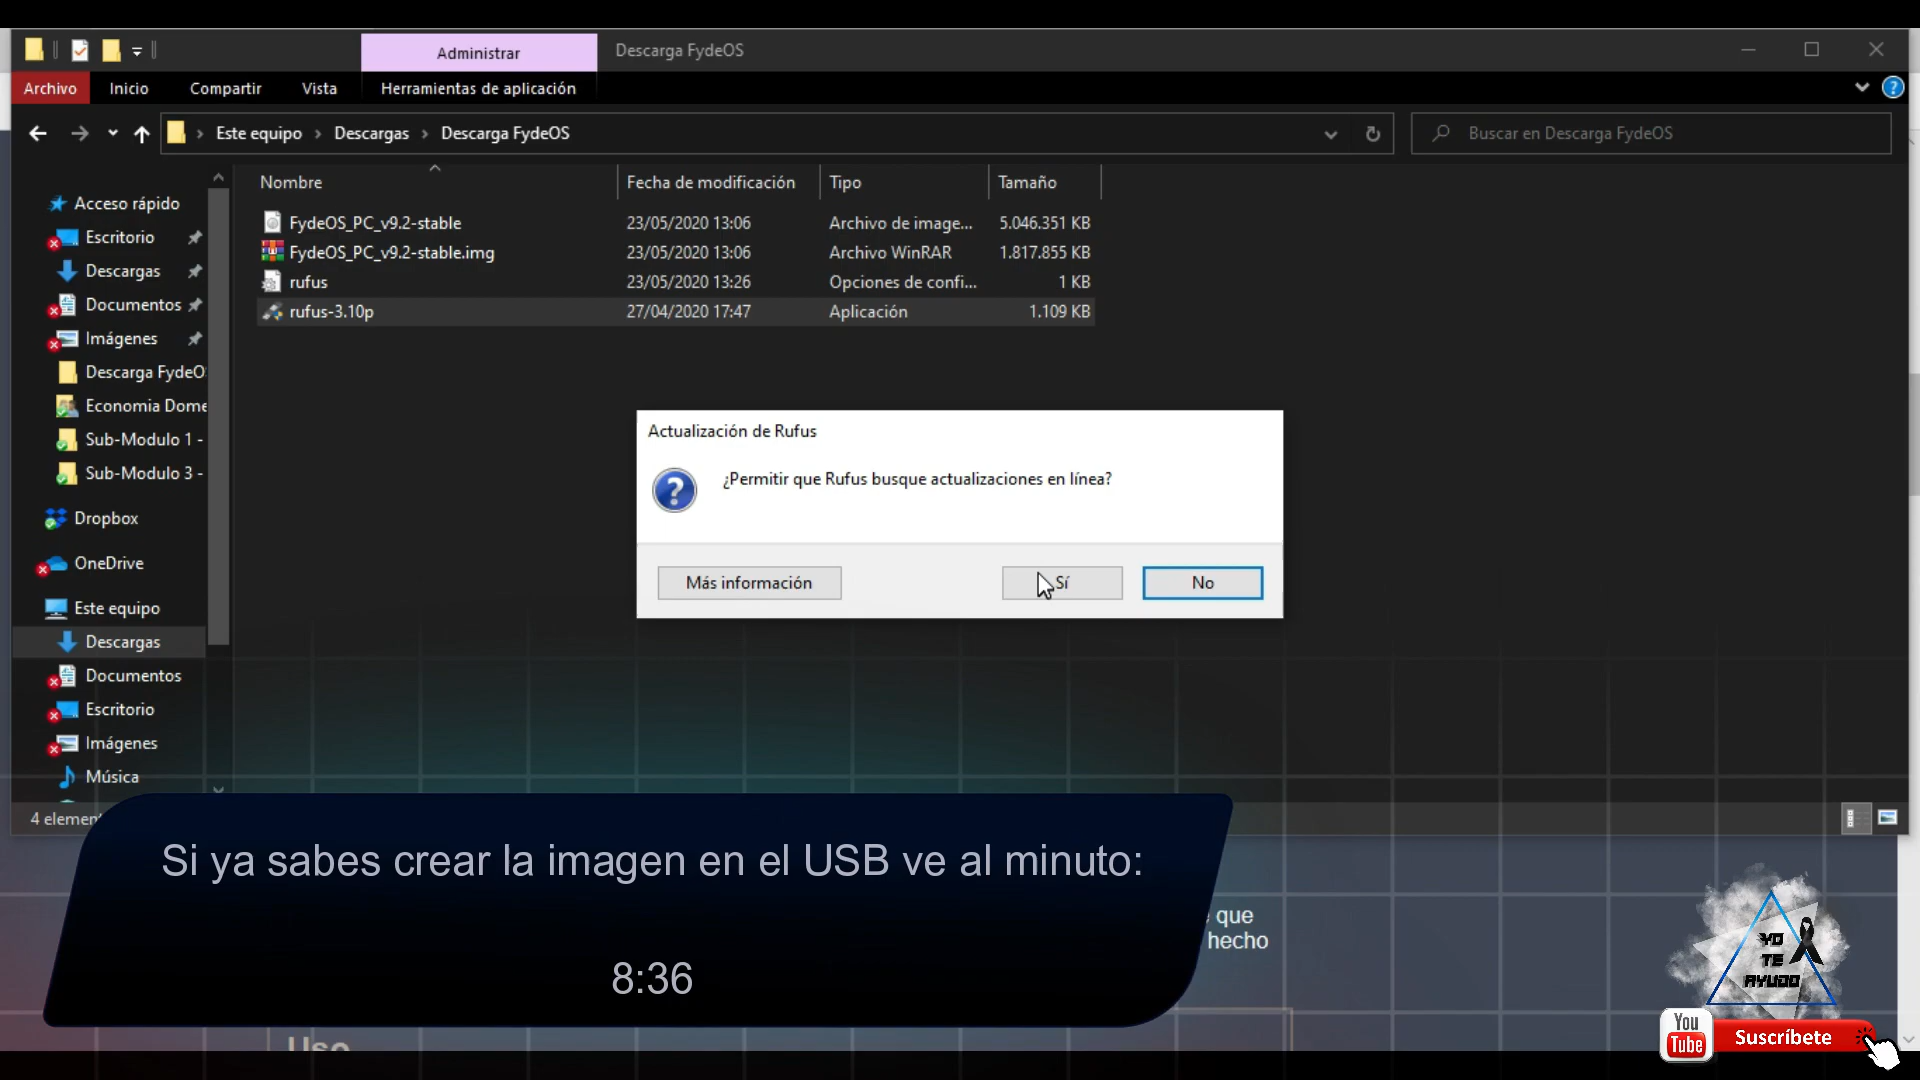 Administrar
Descarga FydeOS
Archivo
Inicio
Compartir
Vista
Herramientas de aplicación
Este equipo
Descargas
Descarga FydeOS
Buscar en Descarga FydeOS
Nombre
Fecha de modificación
Tipo
Tamaño
FydeOS_PC_v9.2-stable
23/05/2020 13:06
Archivo de image...
5.046.351 KB
FydeOS_PC_v9.2-stable.img
23/05/2020 13:06
Archivo WinRAR
1.817.855 KB
rufus
23/05/2020 13:26
Opciones de confi...
1 KB
rufus-3.10p
27/04/2020 17:47
Aplicación
1.109 KB
Acceso rápido
Escritorio
Descargas
Documentos
Imágenes
Descarga FydeO
Economia Dome
Sub-Modulo 1 -
Sub-Modulo 3 -
Dropbox
OneDrive
Este equipo
Descargas
Documentos
Escritorio
Imágenes
Música
4 element
Actualización de Rufus
¿Permitir que Rufus busque actualizaciones en línea?
Más información
Sí
No
Si ya sabes crear la imagen en el USB ve al minuto:
8:36
que
hecho
Uso
YO
TE
AYUDO
You
Tube
Suscríbete